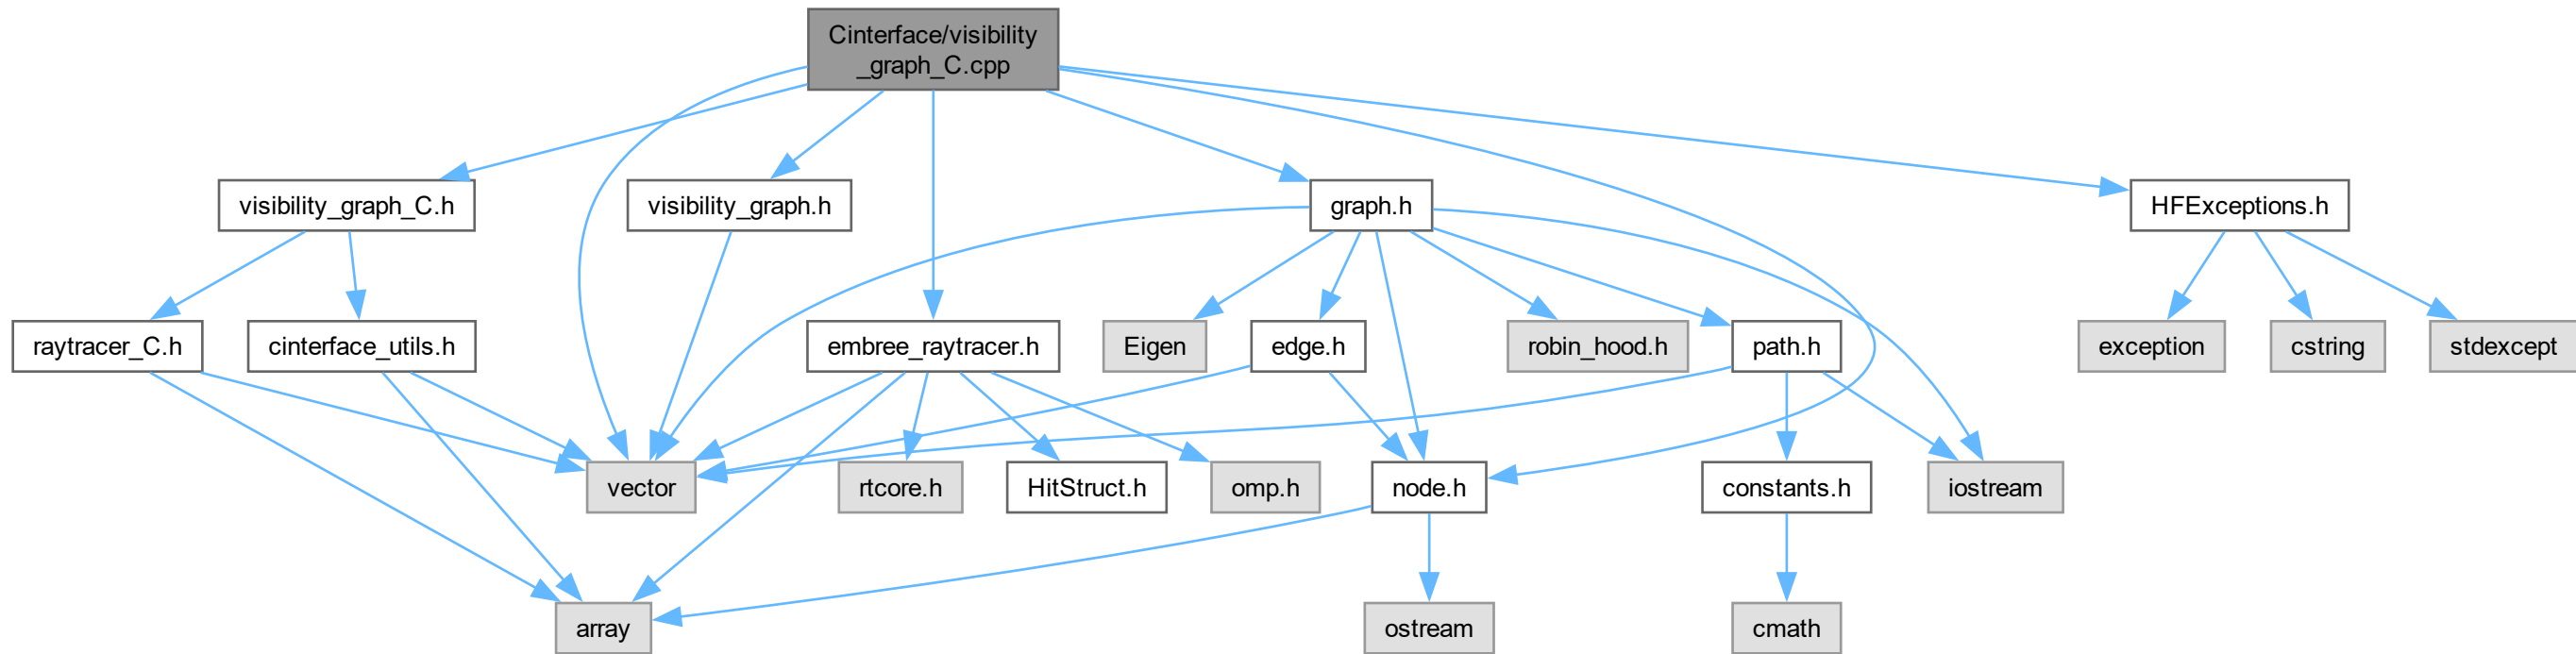 Cinterface/visibility
_graph_C.cpp
visibility_graph_C.h
visibility_graph.h
graph.h
HFExceptions.h
raytracer_C.h
cinterface_utils.h
embree_raytracer.h
Eigen
edge.h
robin_hood.h
path.h
exception
cstring
stdexcept
vector
rtcore.h
HitStruct.h
omp.h
node.h
constants.h
iostream
array
ostream
cmath